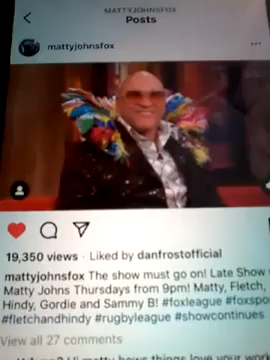 MATTYJOHNSFOX
Posts
mattyjohnsfox
19,350 views · Liked by danfrostofficial
mattyjohnsfox The show must go on! Late Show
Matty Johns Thursdays from 9pm! Matty, Fletch,
Hindy, Gordie and Sammy B! #foxleague #foxspo
#fletchandhindy #rugbyleague #showcontinues
View all 27 comments